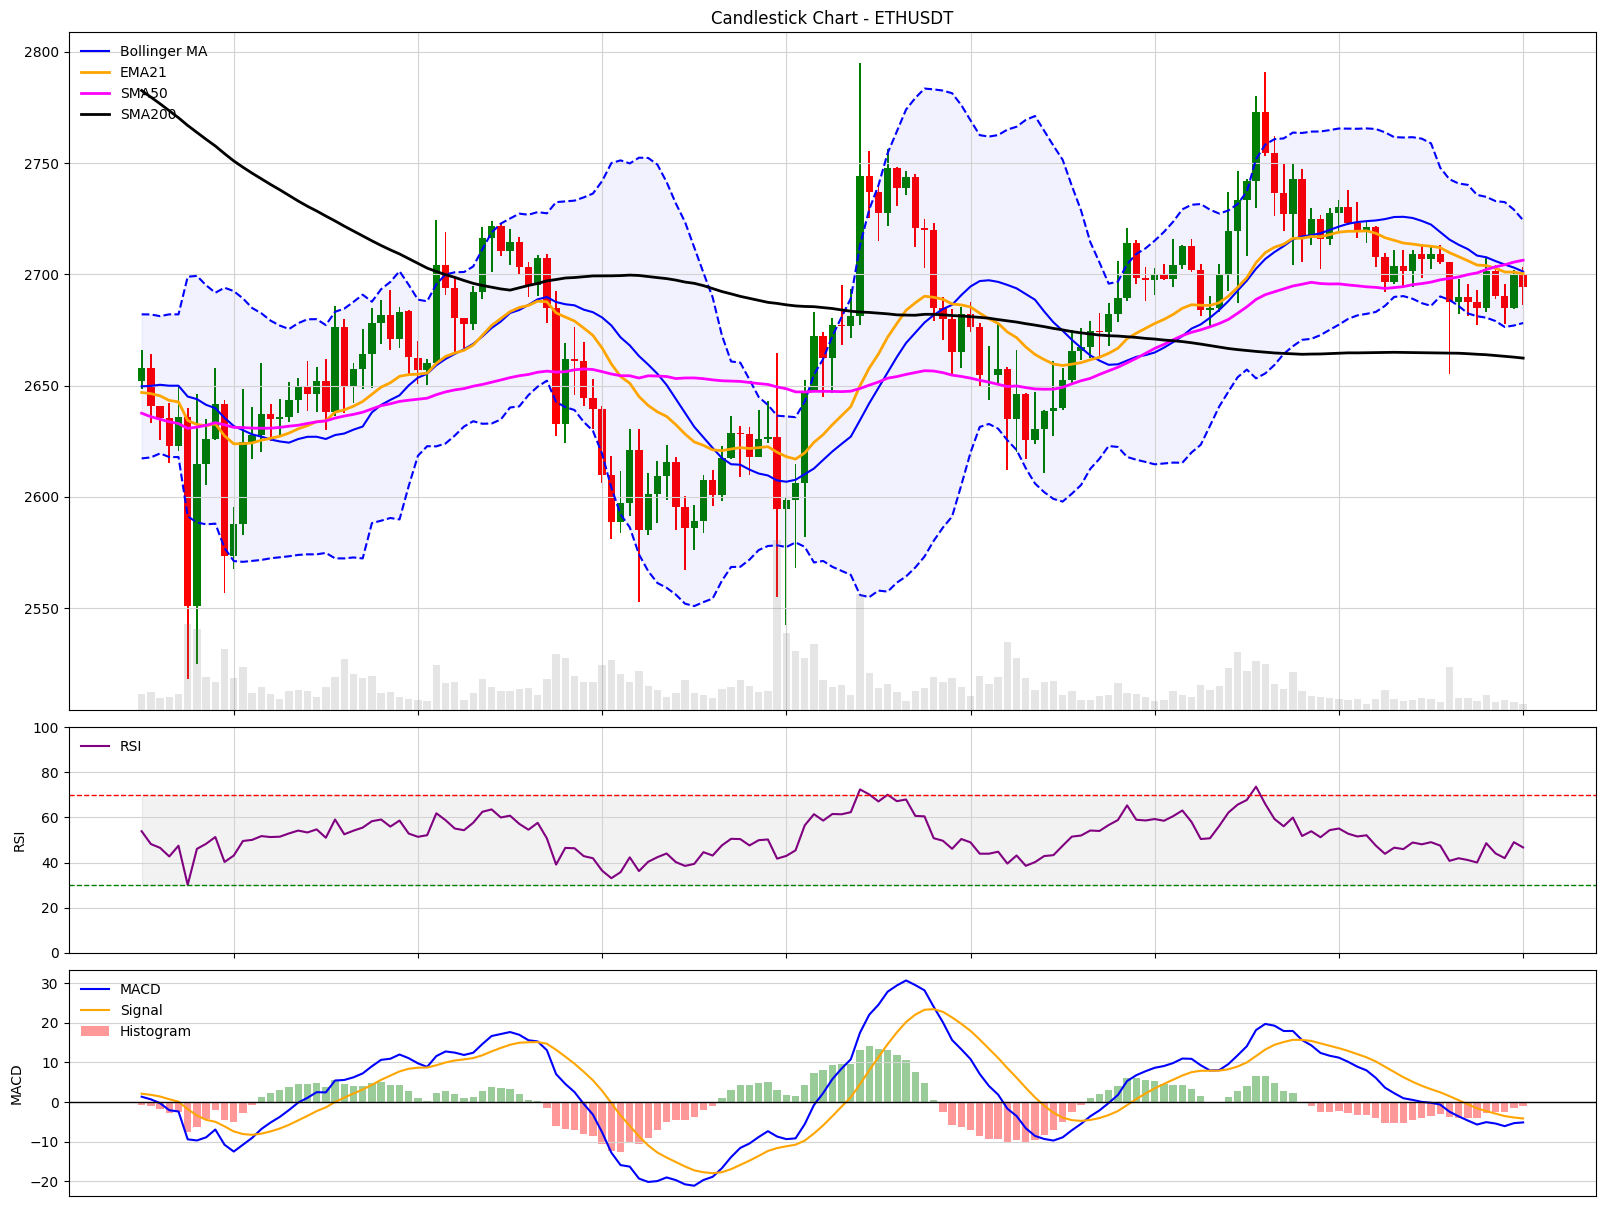 Candlestick Chart - ETHUSDT
2800
2750
2700
2650
2600
2550
Bollinger MA
EMA21
SMA50
SMA200
100
80
60
40
20
0
RSI
RSI
30
20
10
0
−10
−20
MACD
MACD
Signal
Histogram